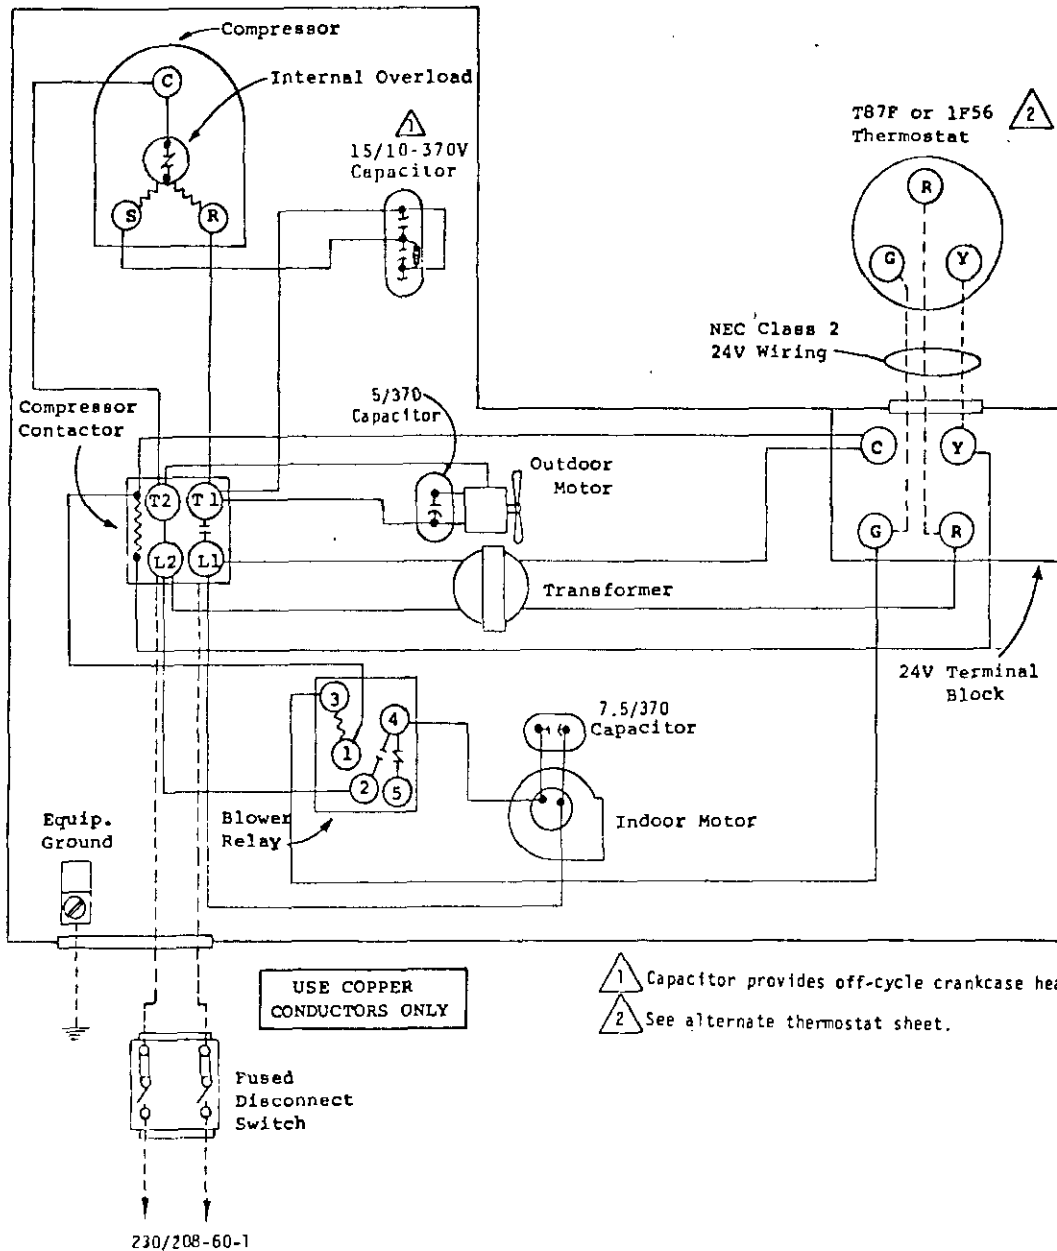 Compressor
C
Internal Overload
S
R
1
15/10-370V
Capacitor
T87F or 1F56
Thermostat
2
R
G
Y
NEC Class 2
24V Wiring
Compressor
Contactor
5/370
Capacitor
Outdoor
Motor
C
Y
T2
T1
G
R
L2
L1
Transformer
24V Terminal
Block
3
4
1
2
5
7.5/370
Capacitor
Blower
Relay
Indoor Motor
Equip.
Ground
USE COPPER
CONDUCTORS ONLY
1 Capacitor provides off-cycle crankcase hea
2 See alternate thermostat sheet.
Fused
Disconnect
Switch
230/208-60-1